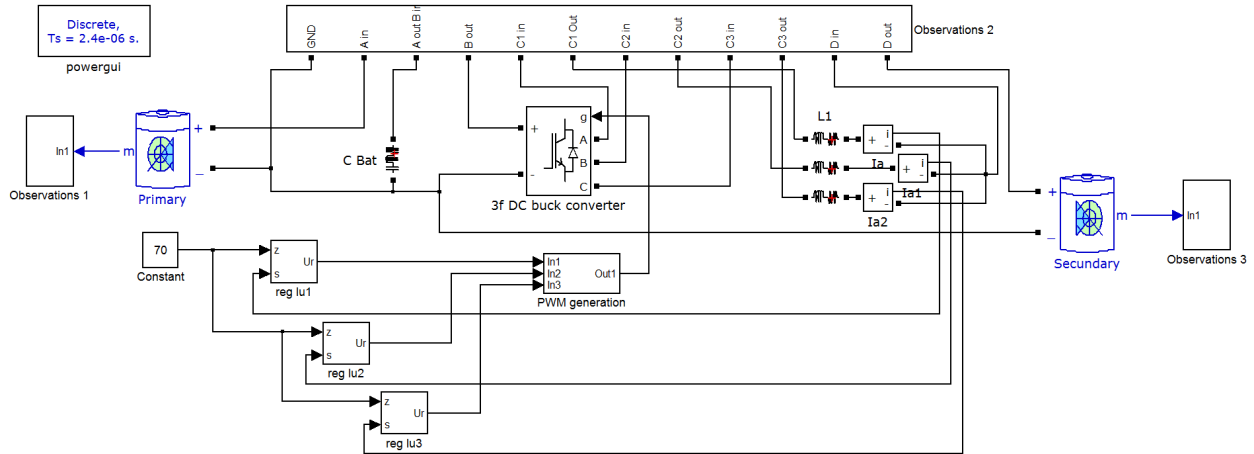 Discrete,
Ts = 2.4e-06 s.
powergui
GND
A in
A out B in
B out
C1 in
C1 Out
C2 in
C2 out
C3 in
C3 out
D in
D out
Observations 2
In1
Observations 1
m
+
–
Primary
C Bat
+
-
g
A
B
C
3f DC buck converter
L1
+
i
-
Ia
+
i
-
Ia1
+
i
-
Ia2
+
–
m
Secundary
In1
Observations 3
70
Constant
z
s
Ur
reg Iu1
z
s
Ur
reg Iu2
z
s
Ur
reg Iu3
In1
In2
In3
Out1
PWM generation